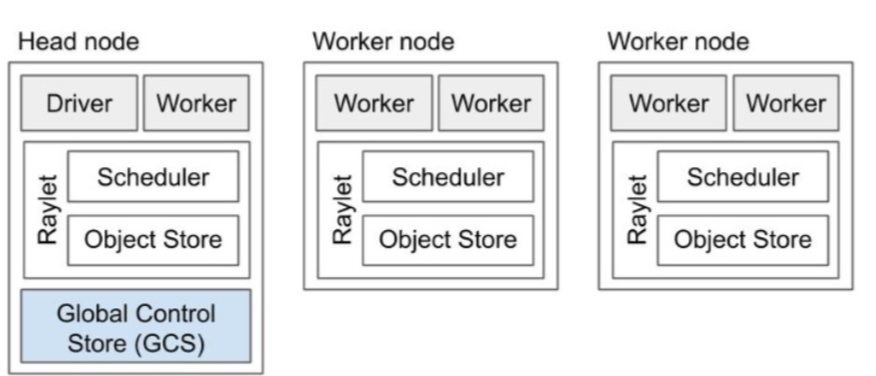 Head node
Driver
Worker
Raylet
Scheduler
Object Store
Global Control
Store (GCS)
Worker node
Worker
Worker
Raylet
Scheduler
Object Store
Worker node
Worker
Worker
Raylet
Scheduler
Object Store